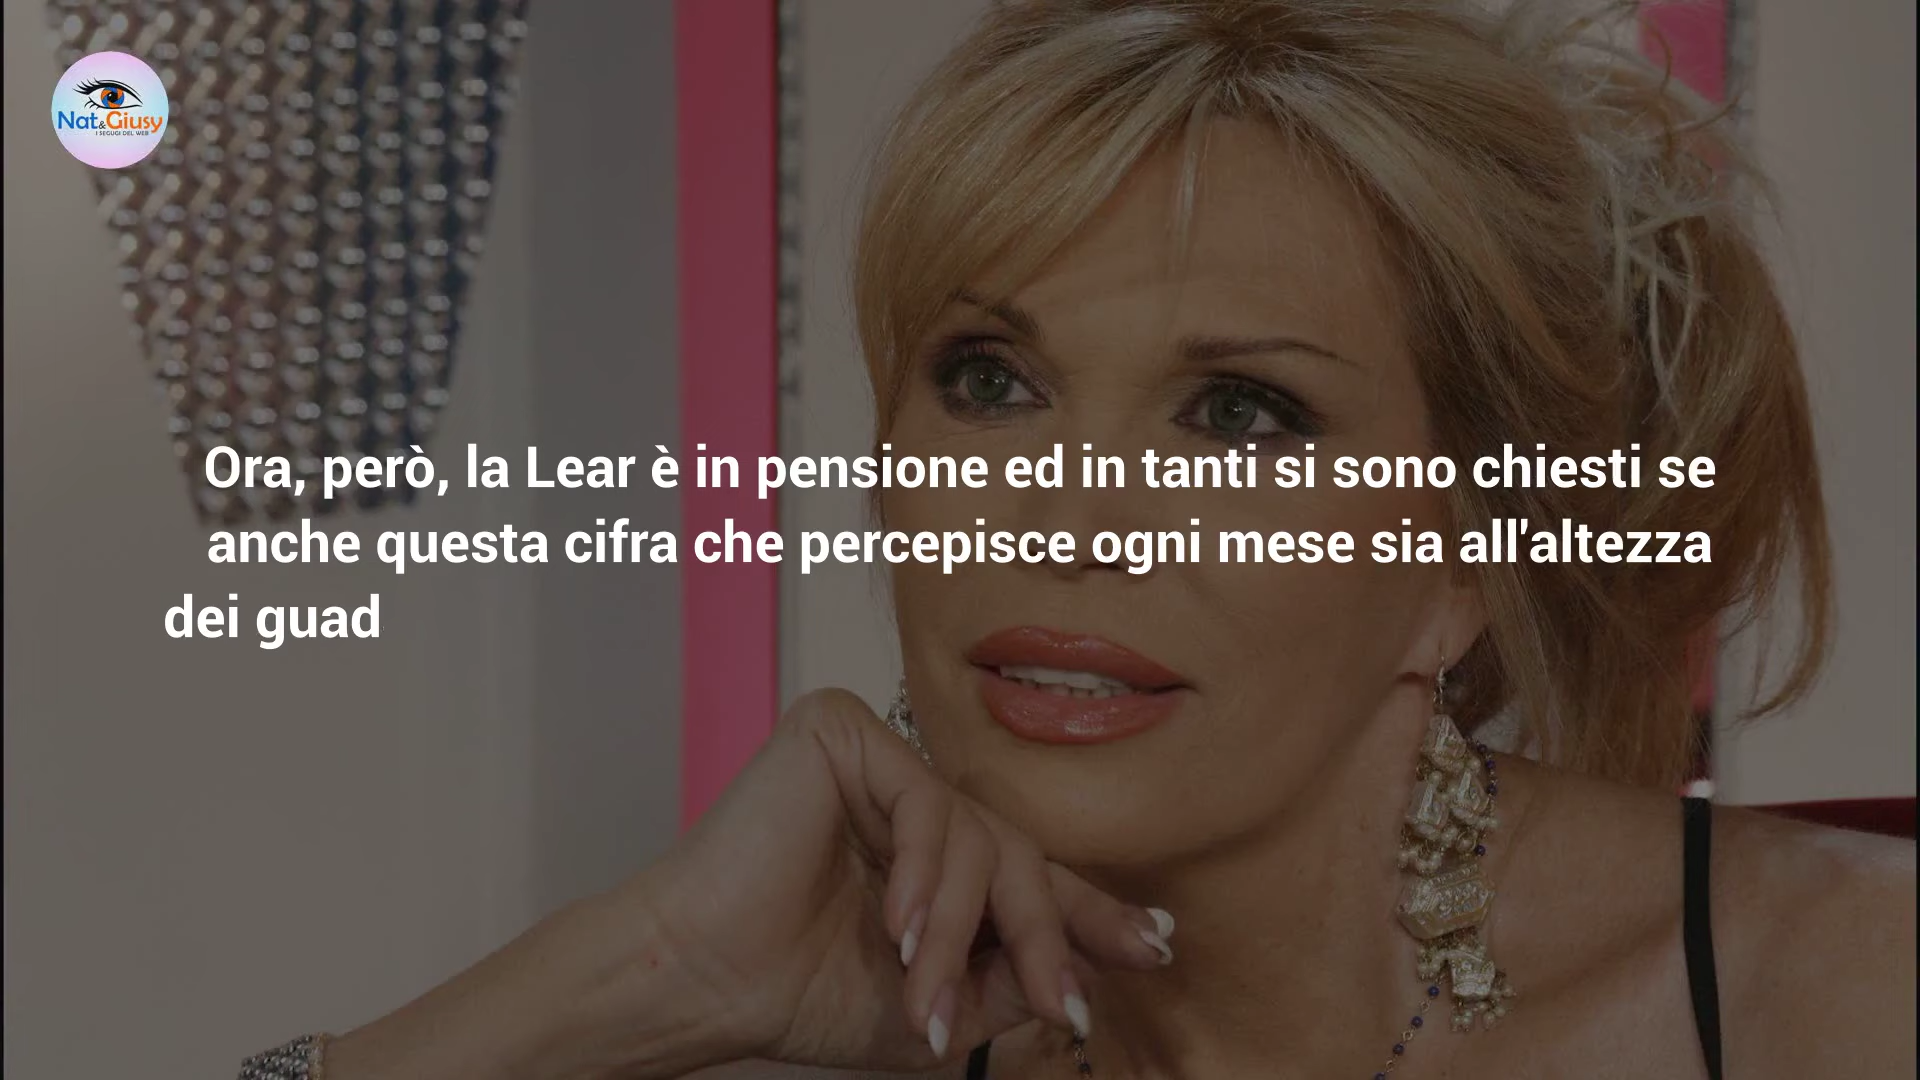 Nat&Giusy
I SEGUGI DEL WEB
Ora, però, la Lear è in pensione ed in tanti si sono chiesti se
anche questa cifra che percepisce ogni mese sia all'altezza
dei guad